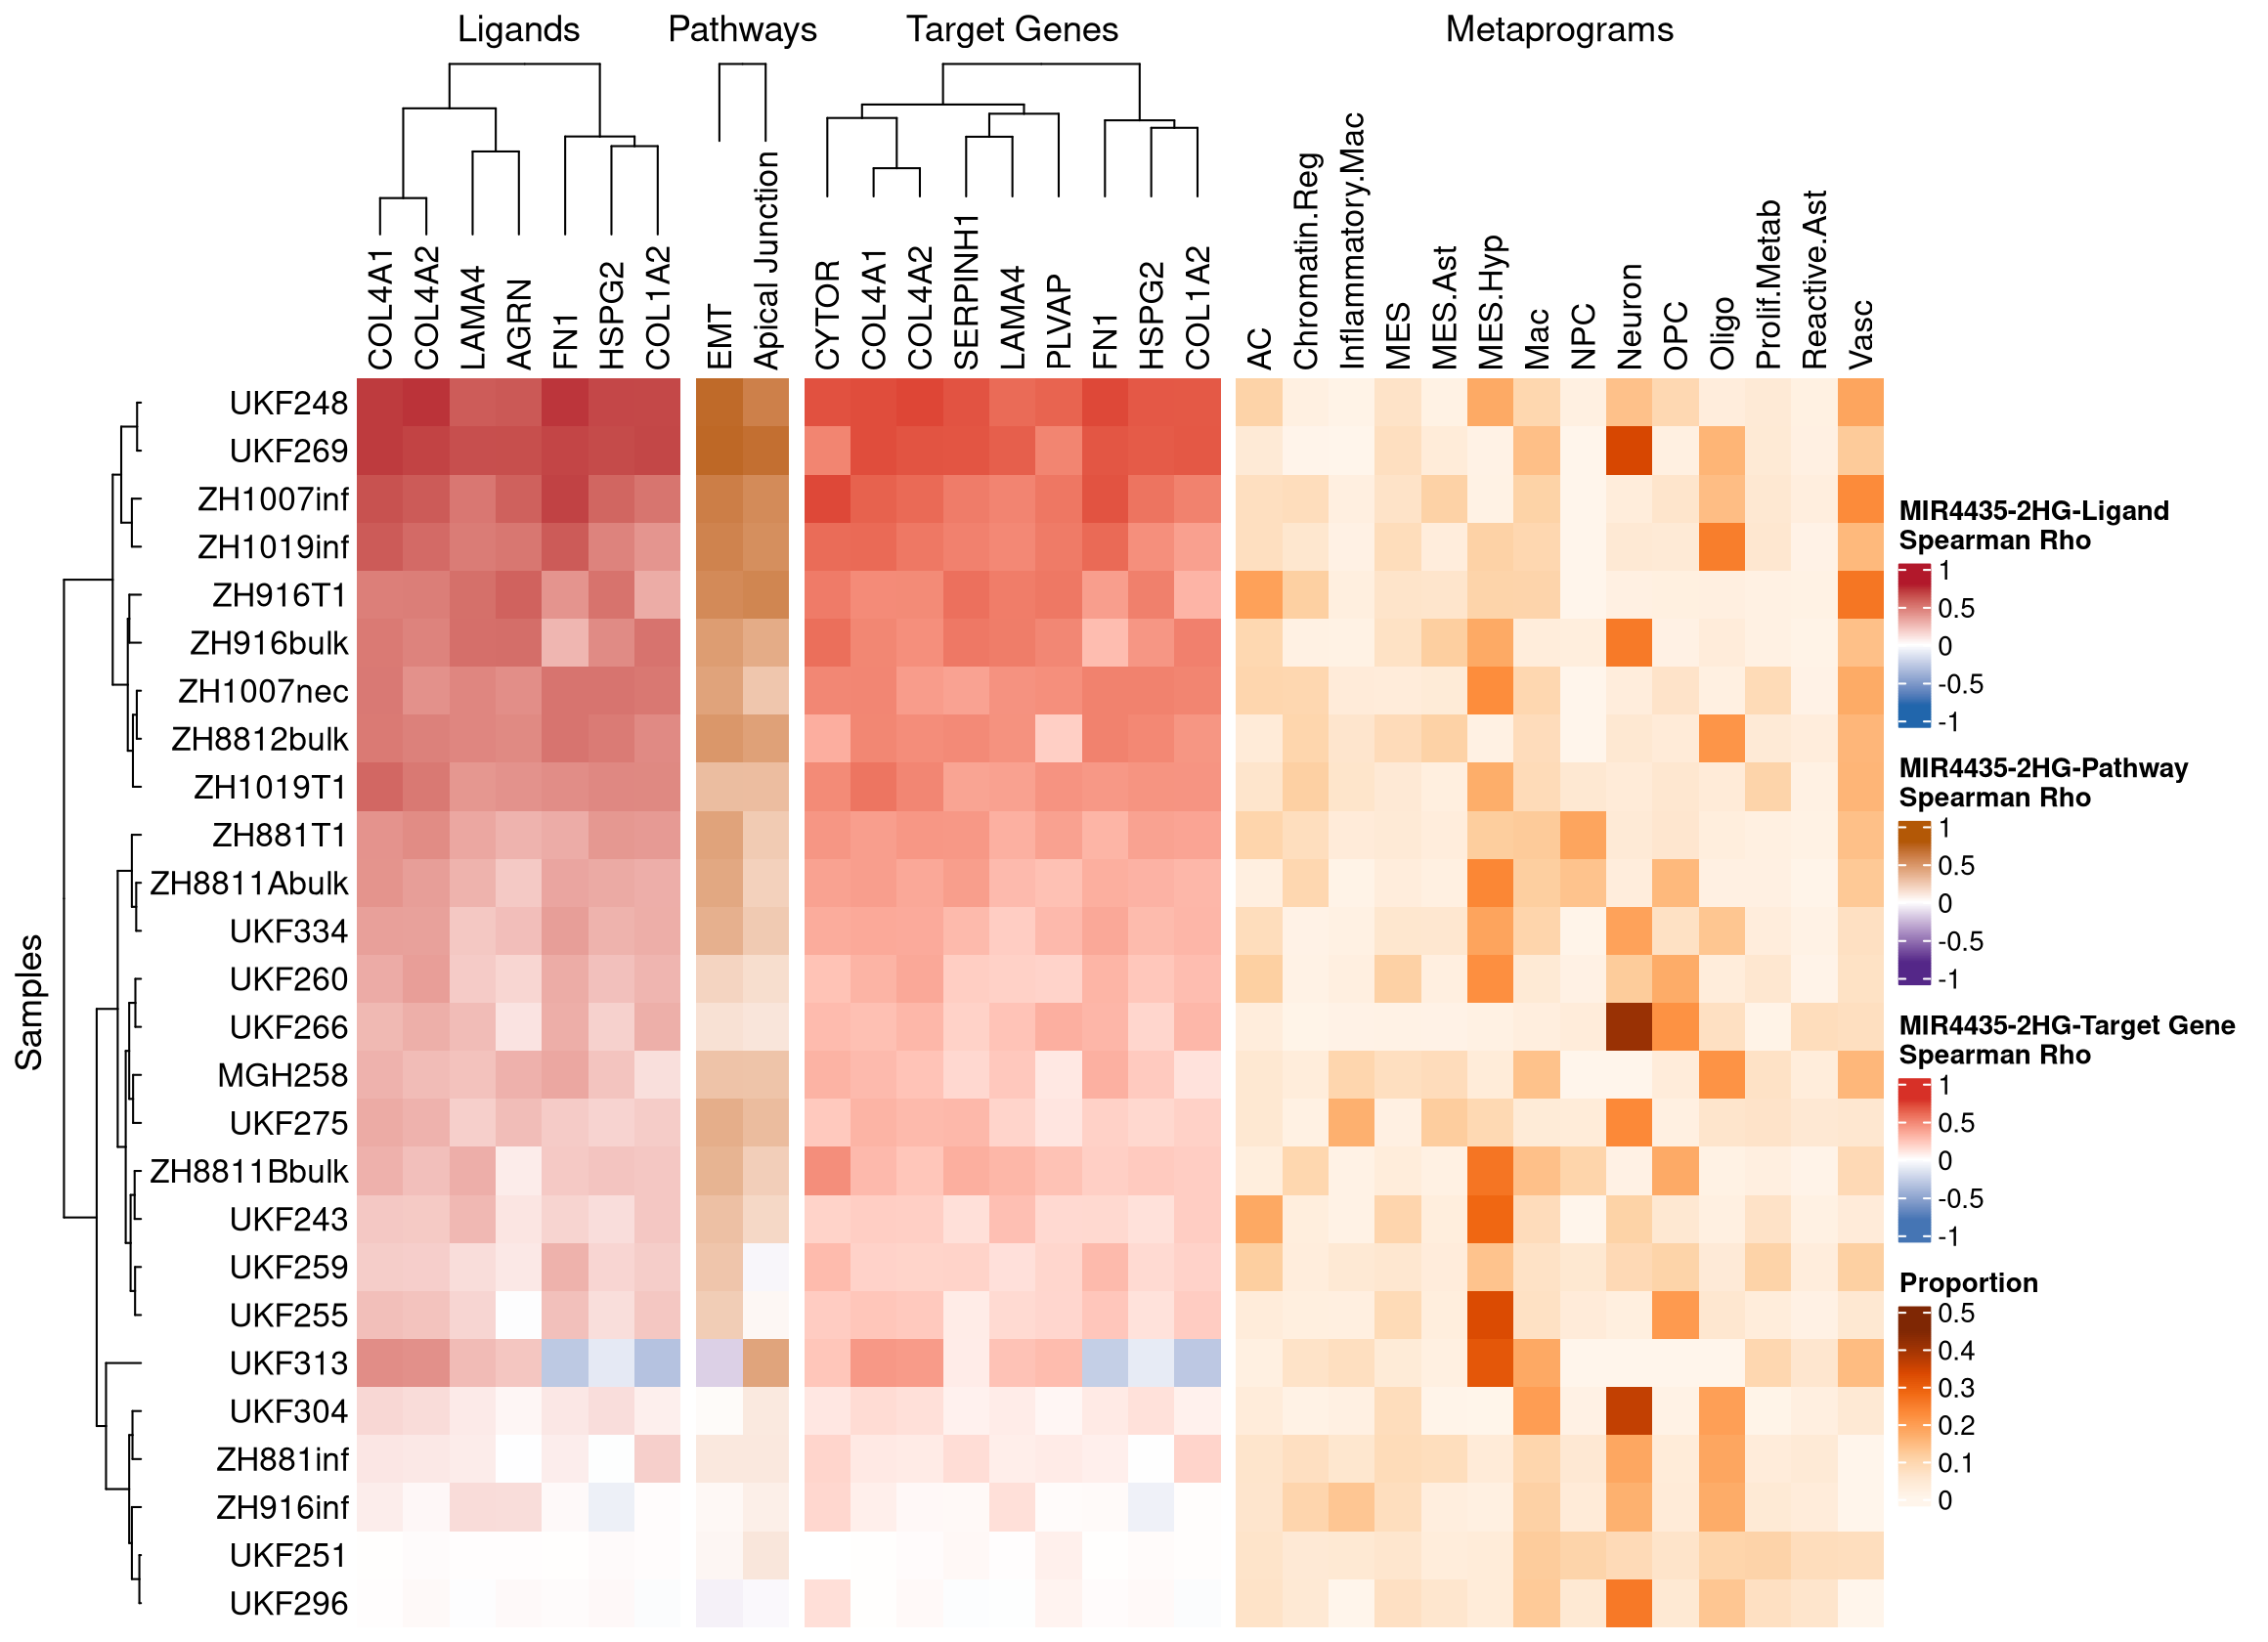 Ligands Pathways Target Genes Metaprograms
COL4A1
COL4A2
LAMA4
AGRN
FN1
HSPG2
COL1A2
EMT
Apical Junction
CYTOR
COL4A1
COL4A2
SERPINH1
LAMA4
PLVAP
FN1
HSPG2
COL1A2
AC
Chromatin.Reg
Inflammatory.Mac
MES
MES.Ast
MES.Hyp
Mac
NPC
Neuron
OPC
Oligo
Prolif.Metab
Reactive.Ast
Vasc
Samples
UKF248
UKF269
ZH1007inf
ZH1019inf
ZH916T1
ZH916bulk
ZH1007nec
ZH8812bulk
ZH1019T1
ZH881T1
ZH8811Abulk
UKF334
UKF260
UKF266
MGH258
UKF275
ZH8811Bbulk
UKF243
UKF259
UKF255
UKF313
UKF304
ZH881inf
ZH916inf
UKF251
UKF296
MIR4435-2HG-Ligand
Spearman Rho
1
0.5
0
-0.5
-1
MIR4435-2HG-Pathway
Spearman Rho
1
0.5
0
-0.5
-1
MIR4435-2HG-Target Gene
Spearman Rho
1
0.5
0
-0.5
-1
Proportion
0.5
0.4
0.3
0.2
0.1
0